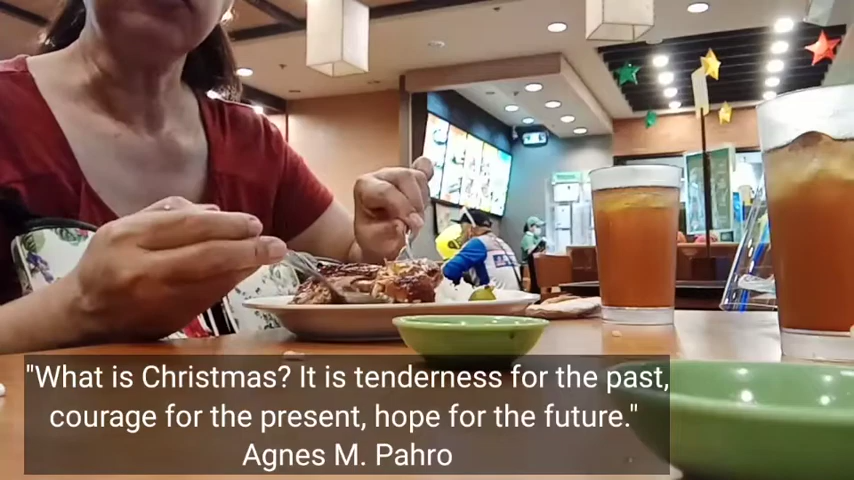 "What is Christmas? It is tenderness for the past,
courage for the present, hope for the future."
Agnes M. Pahro